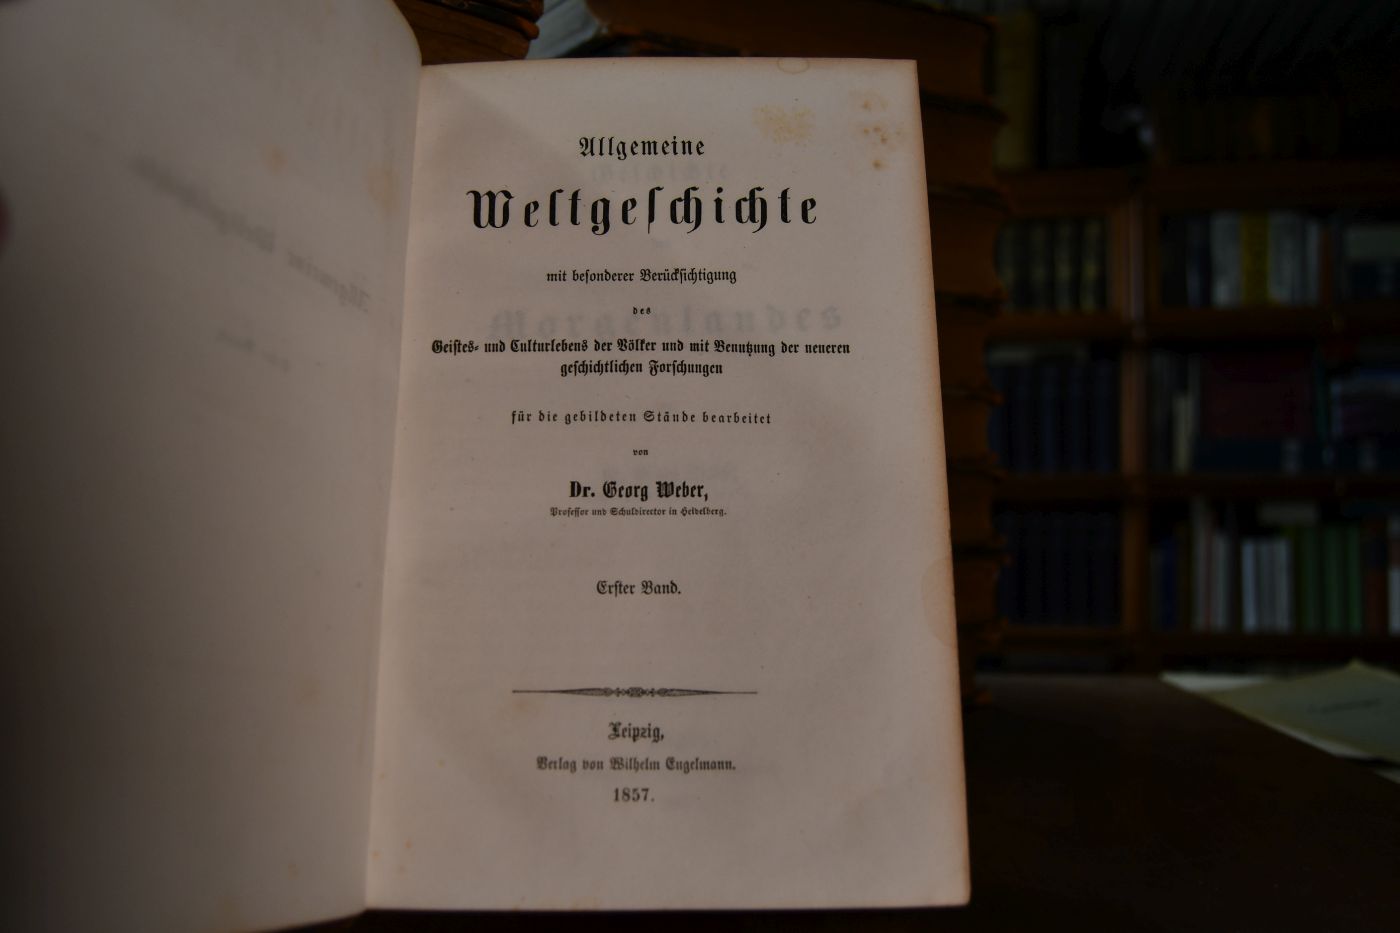 Allgemeine
Weltgeschichte
mit besonderer Berücksichtigung
des
Geistes- und Culturlebens der Völker und mit Benutzung der neueren
geschichtlichen Forschungen
für die gebildeten Stände bearbeitet
von
Dr. Georg Weber,
Professor und Schuldirector in Heidelberg.
Erster Band.
Leipzig,
Verlag von Wilhelm Engelmann.
1857.